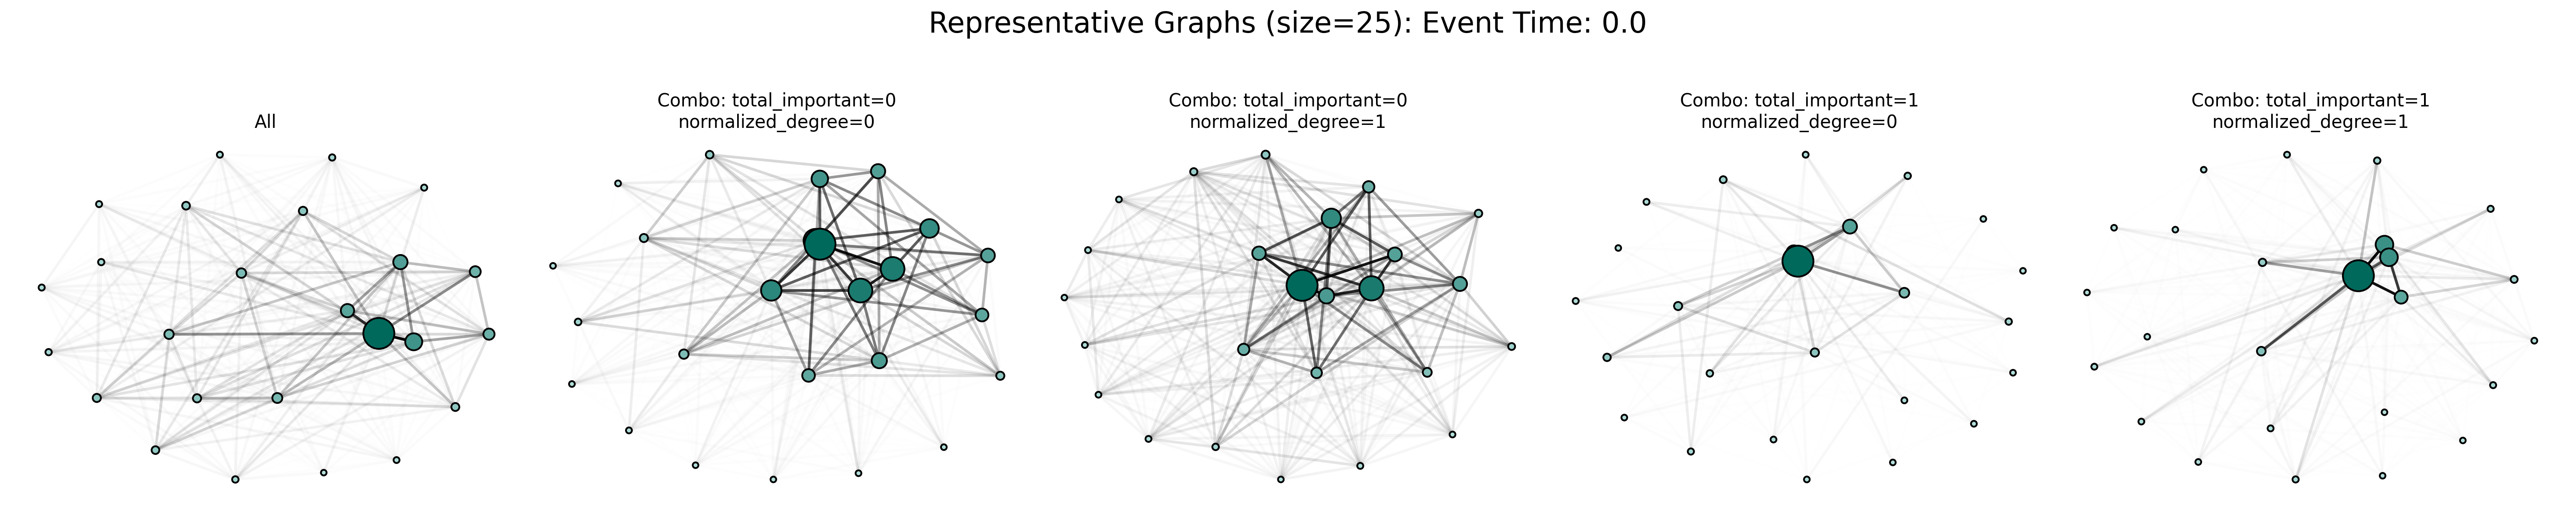 Representative Graphs (size=25): Event Time: 0.0
All
Combo: total_important=0
normalized_degree=0
Combo: total_important=0
normalized_degree=1
Combo: total_important=1
normalized_degree=0
Combo: total_important=1
normalized_degree=1